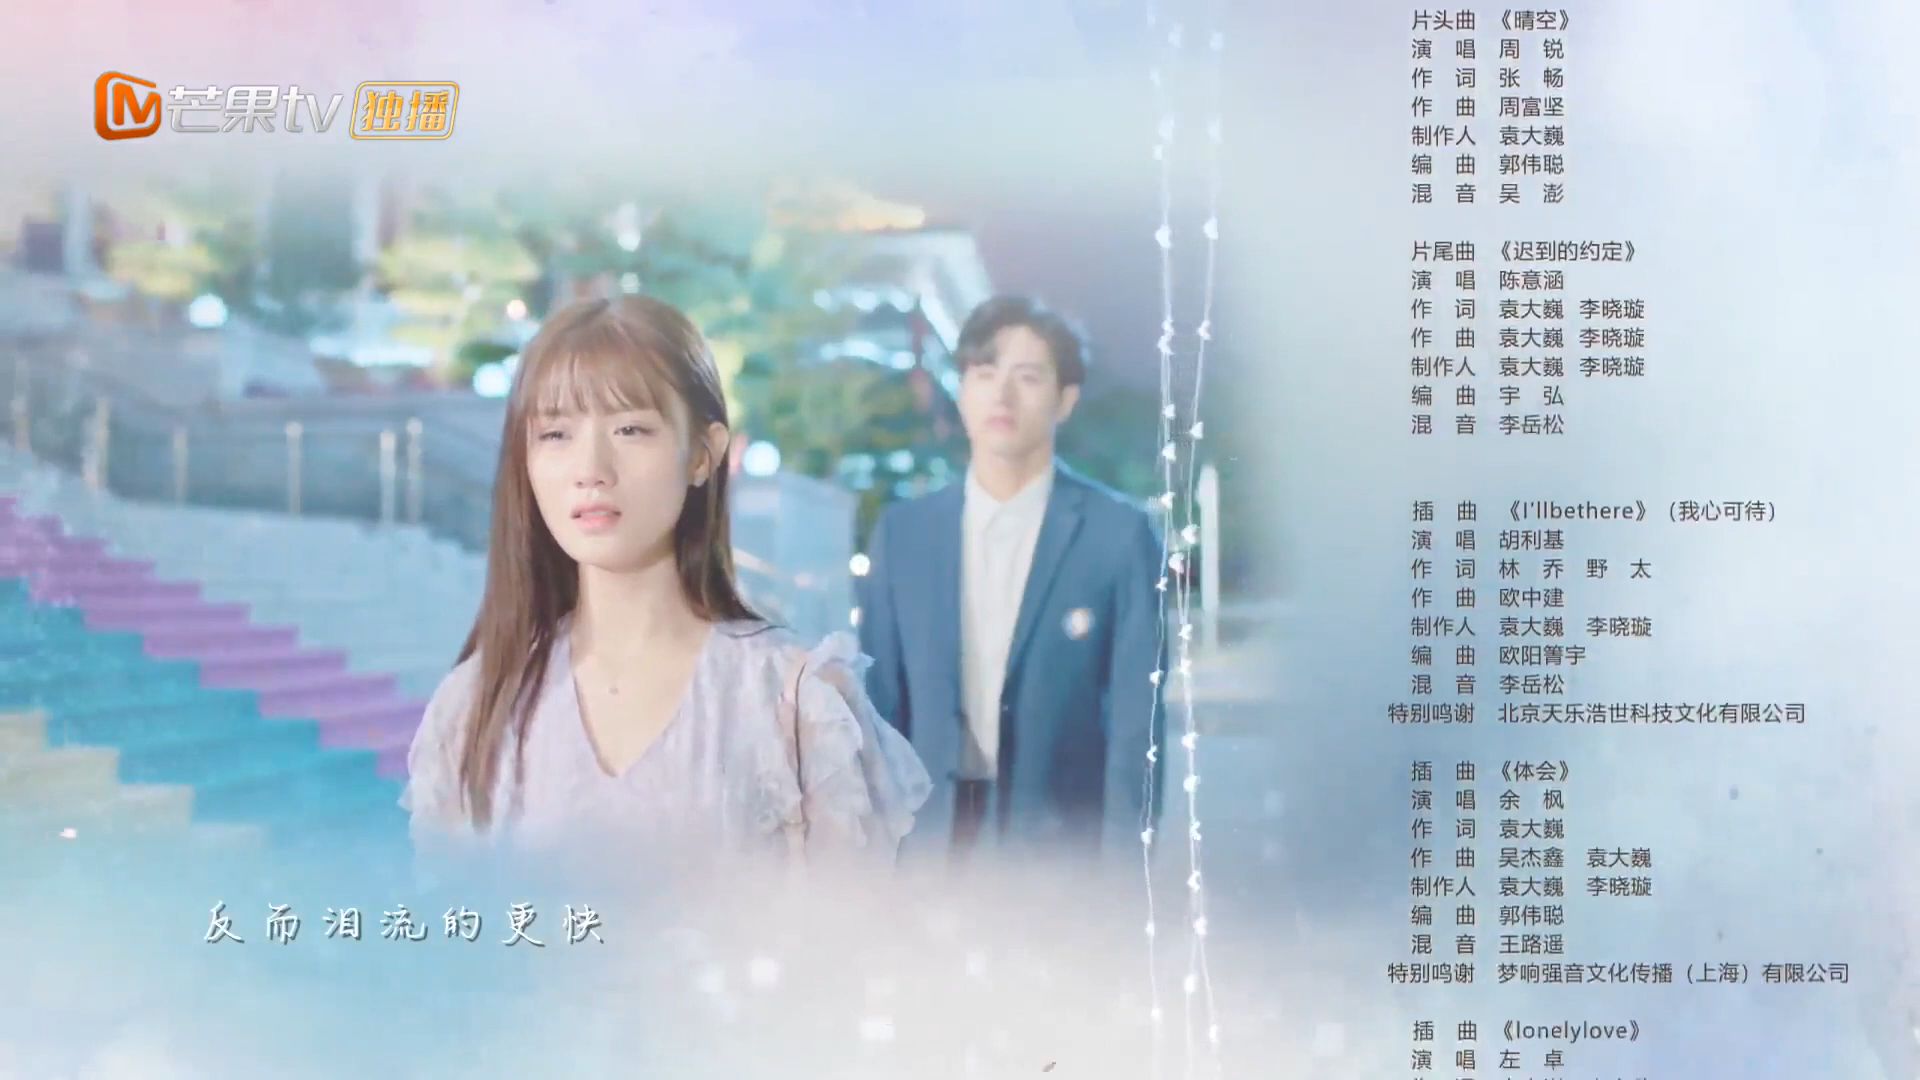 芒果tv 独播
片头曲 《晴空》
演 唱 周 锐
作 词 张 畅
作 曲 周富坚
制作人 袁大巍
编 曲 郭伟聪
混 音 吴 澎
片尾曲 《迟到的约定》
演 唱 陈意涵
作 词 袁大巍 李晓璇
作 曲 袁大巍 李晓璇
制作人 袁大巍 李晓璇
编 曲 宇 弘
混 音 李岳松
插 曲 《I'llbethere》（我心可待）
演 唱 胡利基
作 词 林 乔 野 太
作 曲 欧中建
制作人 袁大巍 李晓璇
编 曲 欧阳箐宇
混 音 李岳松
特别鸣谢 北京天乐浩世科技文化有限公司
插 曲 《体会》
演 唱 余 枫
作 词 袁大巍
作 曲 吴杰鑫 袁大巍
制作人 袁大巍 李晓璇
编 曲 郭伟聪
混 音 王路遥
特别鸣谢 梦响强音文化传播（上海）有限公司
插 曲 《lonelylove》
演 唱 左 卓
反而泪流的更快